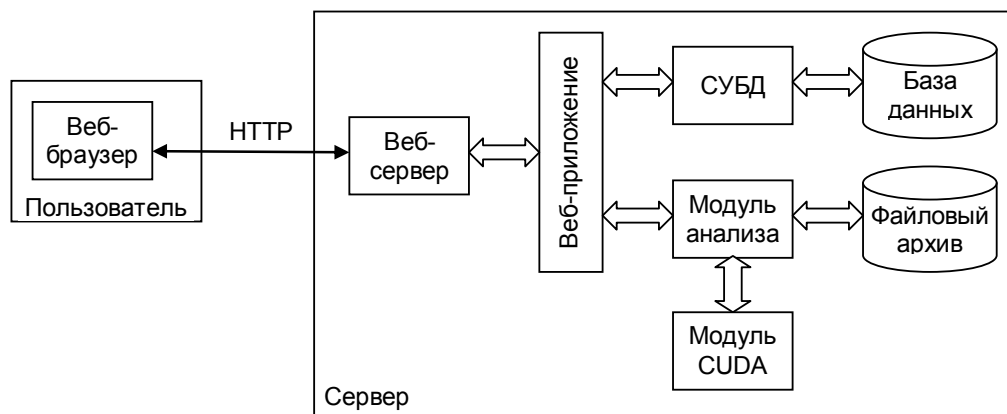 Веб-
браузер
Пользователь
HTTP
Веб-
сервер
Веб-приложение
СУБД
База
данных
Модуль
анализа
Файловый
архив
Модуль
CUDA
Сервер